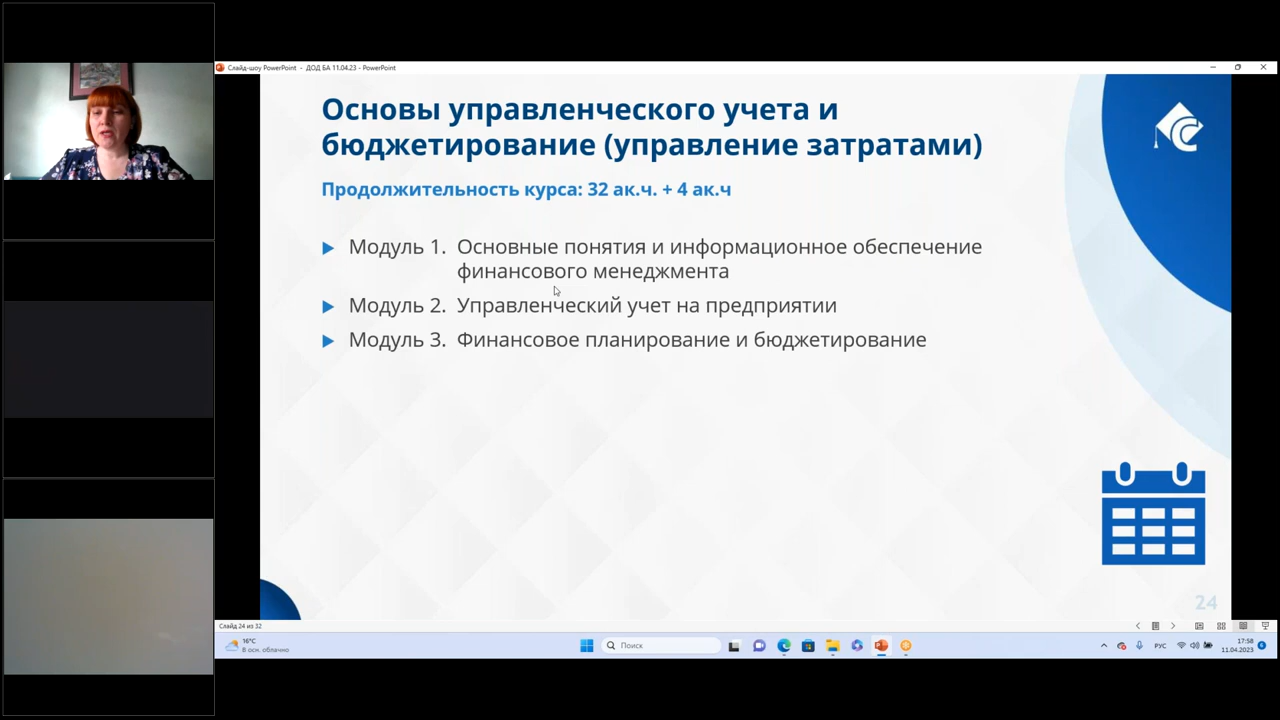 Слайд-шоу PowerPoint - ДОД БА 11.04.23 - PowerPoint
Основы управленческого учета и
бюджетирование (управление затратами)
Продолжительность курса: 32 ак.ч. + 4 ак.ч
Модуль 1. Основные понятия и информационное обеспечение
финансового менеджмента
Модуль 2. Управленческий учет на предприятии
Модуль 3. Финансовое планирование и бюджетирование
24
Слайд 24 из 32
16°C
В осн. облачно
Поиск
РУС
17:58
11.04.2023